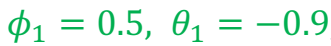 ϕ₁ = 0.5, θ₁ = −0.9